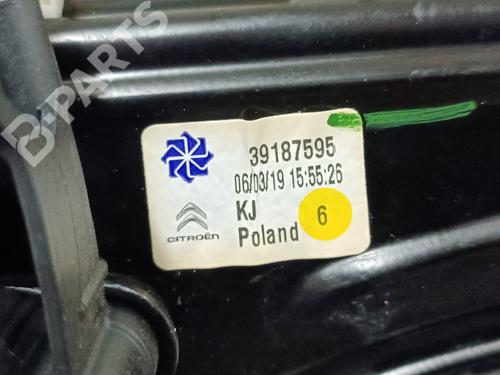 B-PARTS
39187595
06/03/19 15:55:26
KJ
6
CITROËN
Poland